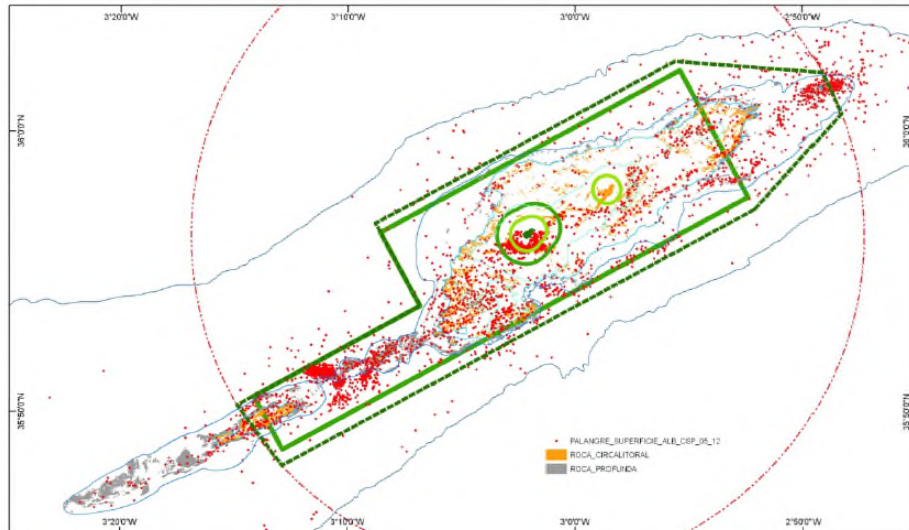 3°20'0"W 3°10'0"W 3°0'0"W 2°50'0"W
36°0'0"N 36°0'0"N
35°50'0"N 35°50'0"N
PALANGRE_SUPERFICIE_ALB_CSP_05_12
ROCA_CIRCALITORAL
ROCA_PROFUNDA
3°20'0"W 3°10'0"W 3°0'0"W 2°50'0"W